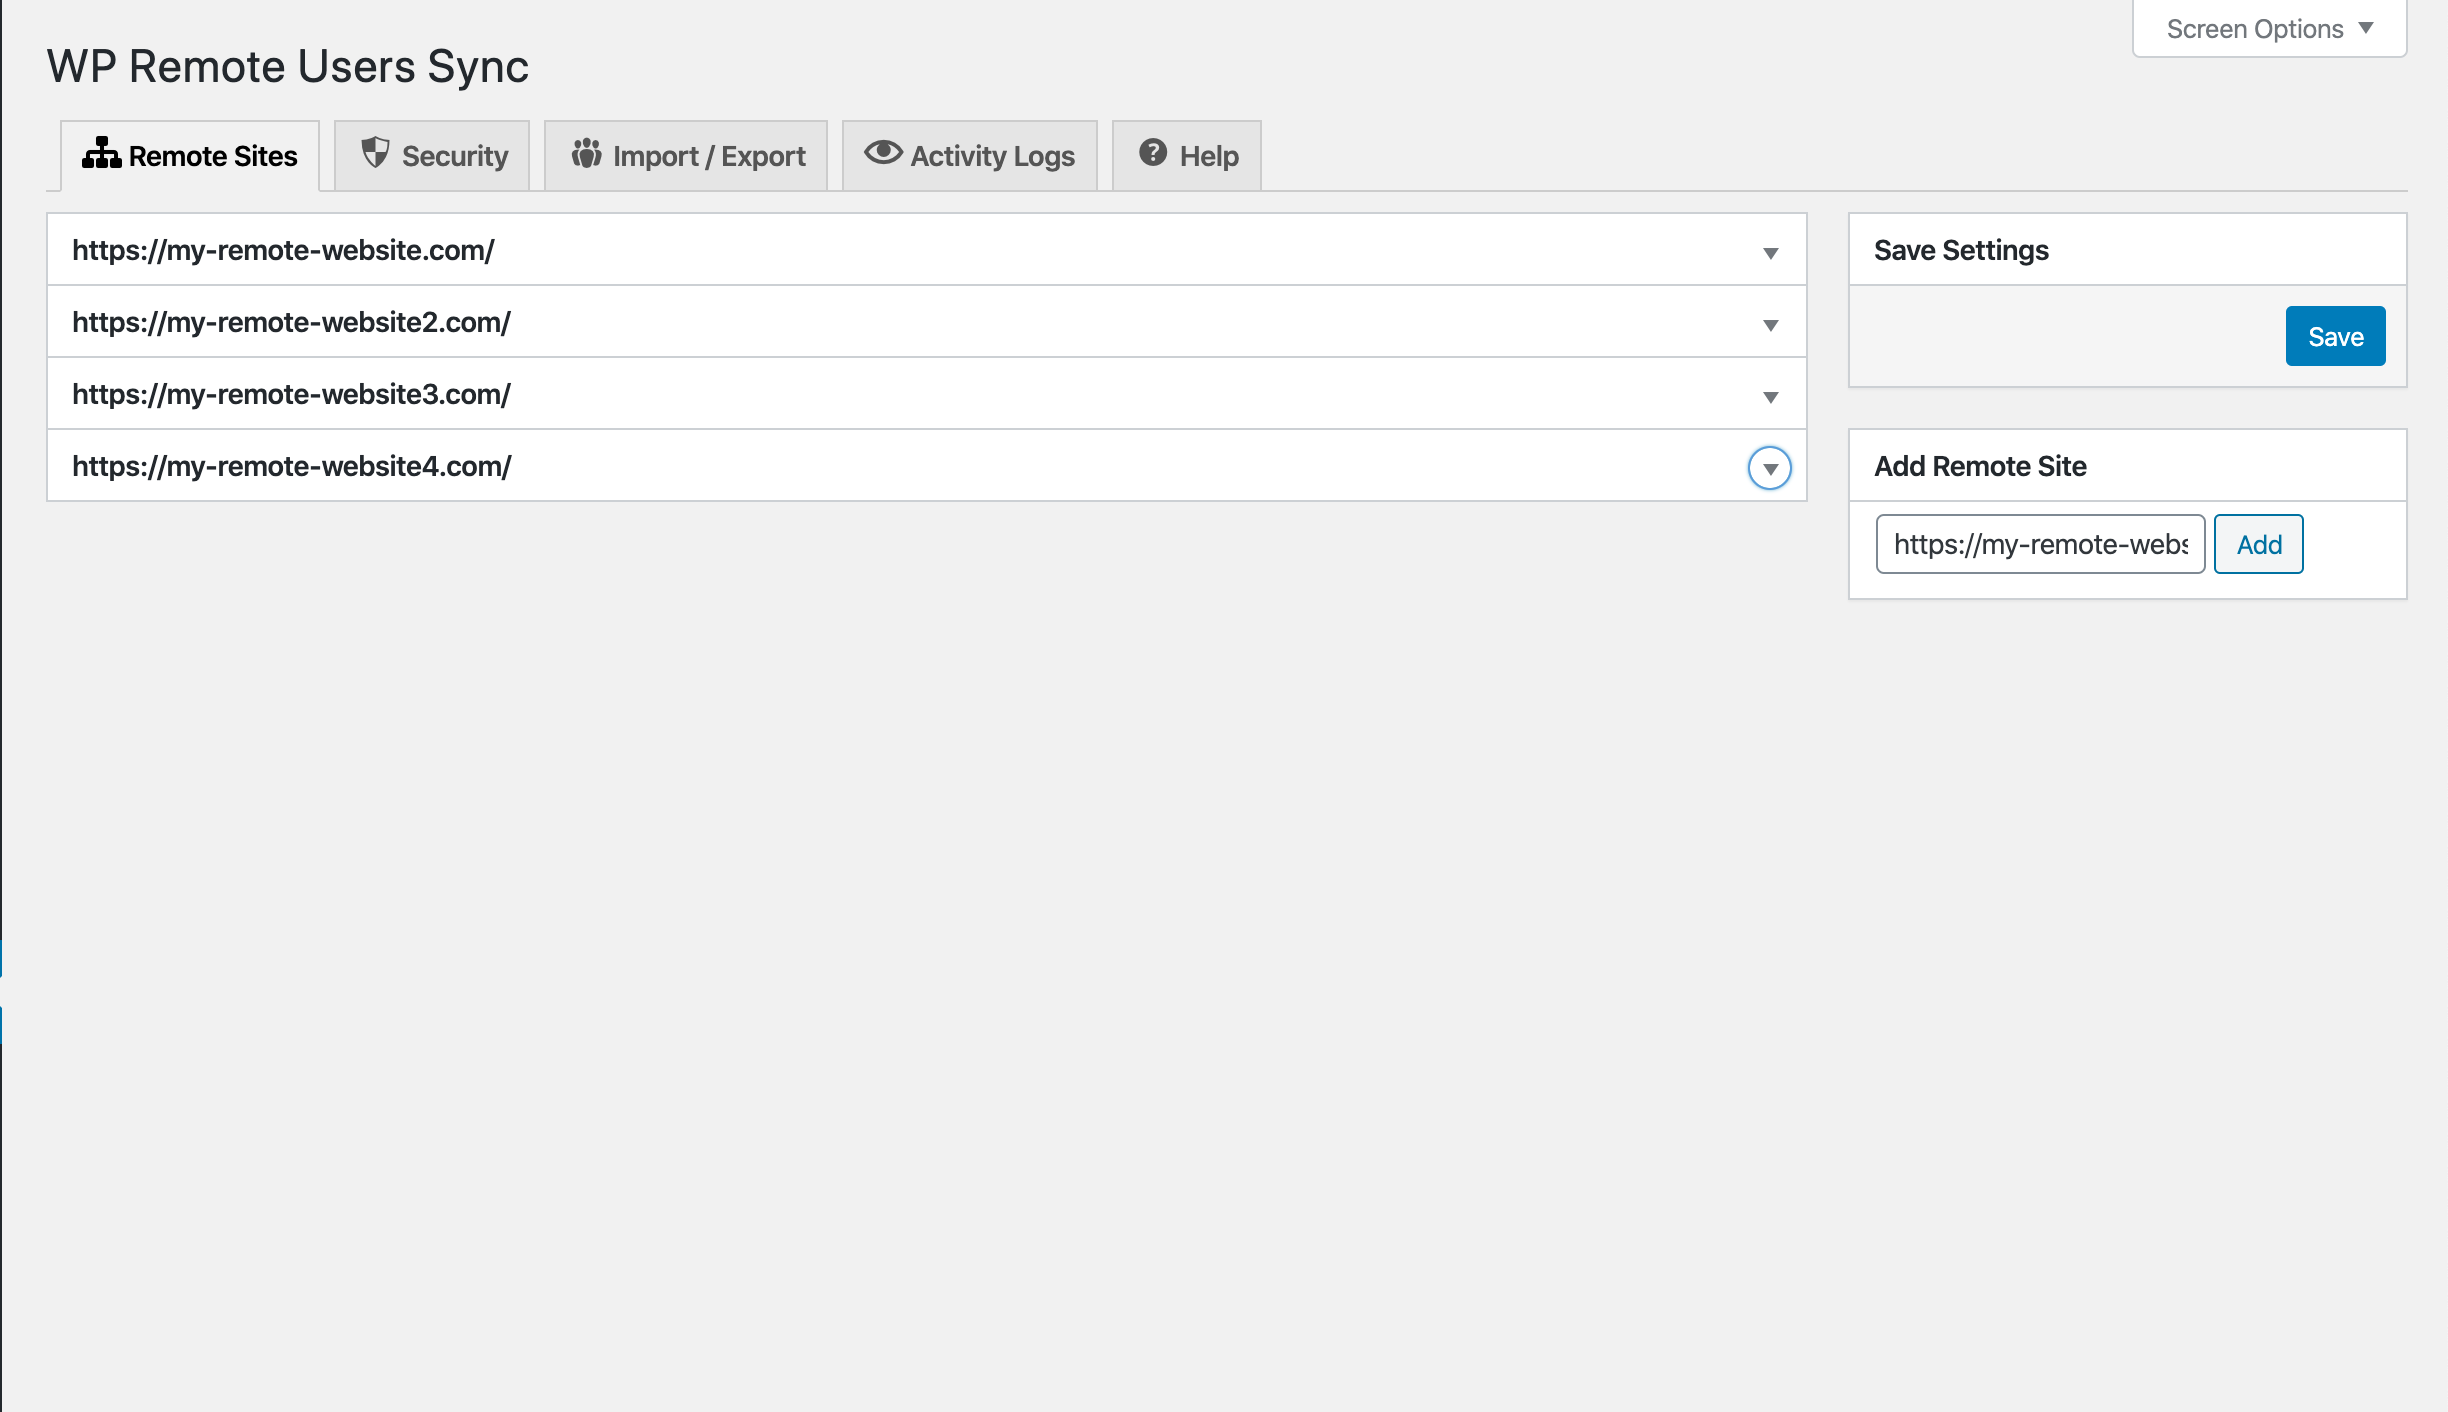 Screen Options
WP Remote Users Sync
Remote Sites
Security
Import / Export
Activity Logs
Help
https://my-remote-website.com/
https://my-remote-website2.com/
https://my-remote-website3.com/
https://my-remote-website4.com/
Save Settings
Save
Add Remote Site
https://my-remote-webs
Add